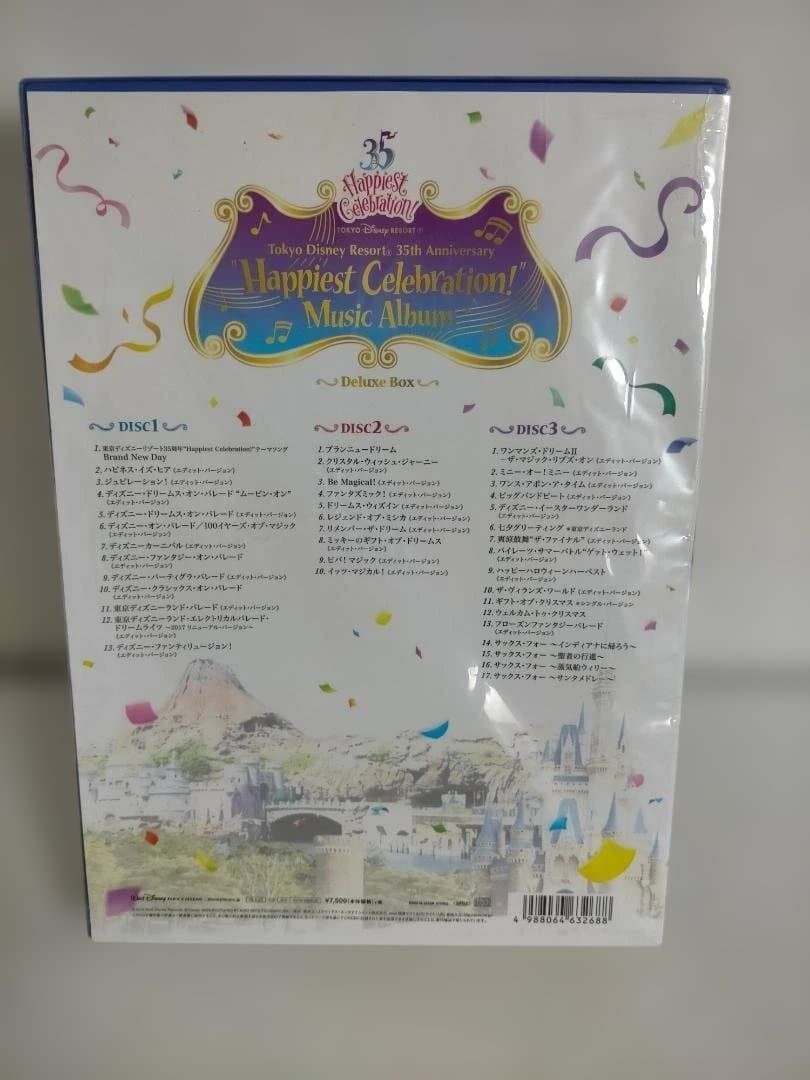 35
Happiest
Celebration!
TOKYO Disney RESORT®
Tokyo Disney Resort® 35th Anniversary
"Happiest Celebration!"
Music Album
Deluxe Box
DISC1
1. 東京ディズニーリゾート35周年"Happiest Celebration!"テーマソング
Brand New Day
2. ハピネス・イズ・ヒア (エディット・バージョン)
3. ジュビレーション! (エディット・バージョン)
4. ディズニー・ドリームス・オン・パレード "ムービン・オン"
(エディット・バージョン)
5. ディズニー・ドリームス・オン・パレード (エディット・バージョン)
6. ディズニー・オン・パレード/100イヤーズ・オブ・マジック
(エディット・バージョン)
7. ディズニーカーニバル (エディット・バージョン)
8. ディズニー・ファンタジー・オン・パレード
(エディット・バージョン)
9. ディズニー・パーティグラ・パレード (エディット・バージョン)
10. ディズニー・クラシックス・オン・パレード
(エディット・バージョン)
11. 東京ディズニーランド・パレード (エディット・バージョン)
12. 東京ディズニーランド・エレクトリカルパレード・
ドリームライツ ~2017 リニューアル・バージョン~
(エディット・バージョン)
13. ディズニー・ファンティリュージョン!
(エディット・バージョン)
DISC2
1. ブランニュードリーム
2. クリスタル・ウィッシュ・ジャーニー
(エディット・バージョン)
3. Be Magical! (エディット・バージョン)
4. ファンタズミック! (エディット・バージョン)
5. ドリームス・ウィズイン (エディット・バージョン)
6. レジェンド・オブ・ミシカ (エディット・バージョン)
7. リメンバー・ザ・ドリーム (エディット・バージョン)
8. ミッキーのギフト・オブ・ドリームス
(エディット・バージョン)
9. ビバ! マジック (エディット・バージョン)
10. イッツ・マジカル! (エディット・バージョン)
DISC3
1. ワンマンズ・ドリームII
-ザ・マジック・リブズ・オン (エディット・バージョン)
2. ミニー・オー! ミニー (エディット・バージョン)
3. ワンス・アポン・ア・タイム (エディット・バージョン)
4. ビッグバンドビート (エディット・バージョン)
5. ディズニー・イースターワンダーランド
(エディット・バージョン)
6. 七夕グリーティング ※東京ディズニーランド
7. 爽涼鼓舞"ザ・ファイナル" (エディット・バージョン)
8. パイレーツ・サマーバトル"ゲット・ウェット!"
(エディット・バージョン)
9. ハッピーハロウィーンハーベスト
(エディット・バージョン)
10. ザ・ヴィランズ・ワールド (エディット・バージョン)
11. ギフト・オブ・クリスマス ※シングル・バージョン
12. ウェルカム・トゥ・クリスマス
13. フローズンファンタジーパレード
(エディット・バージョン)
14. サックス・フォー ~インディアナに帰ろう~
15. サックス・フォー ~聖者の行進~
16. サックス・フォー ~蒸気船ウィリー~
17. サックス・フォー ~サンタメドレー~
Walt Disney RECORDS
4 988064 632688